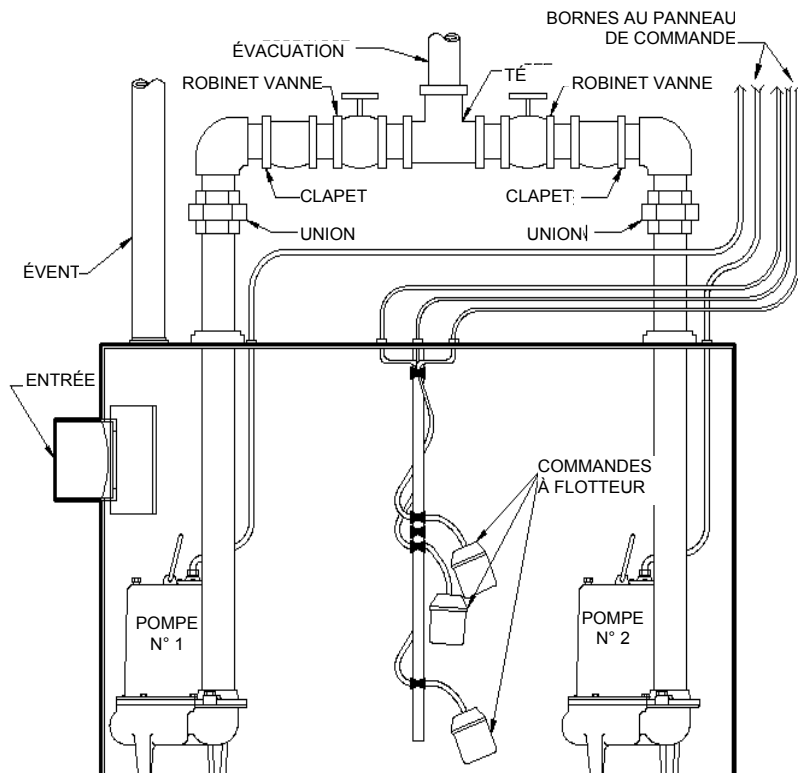 BORNES AU PANNEAU
DE COMMANDE
ÉVACUATION
TÉ
ROBINET VANNE
ROBINET VANNE
CLAPET
CLAPET
UNION
UNION
ÉVENT
ENTRÉE
COMMANDES
À FLOTTEUR
POMPE
N° 1
POMPE
N° 2